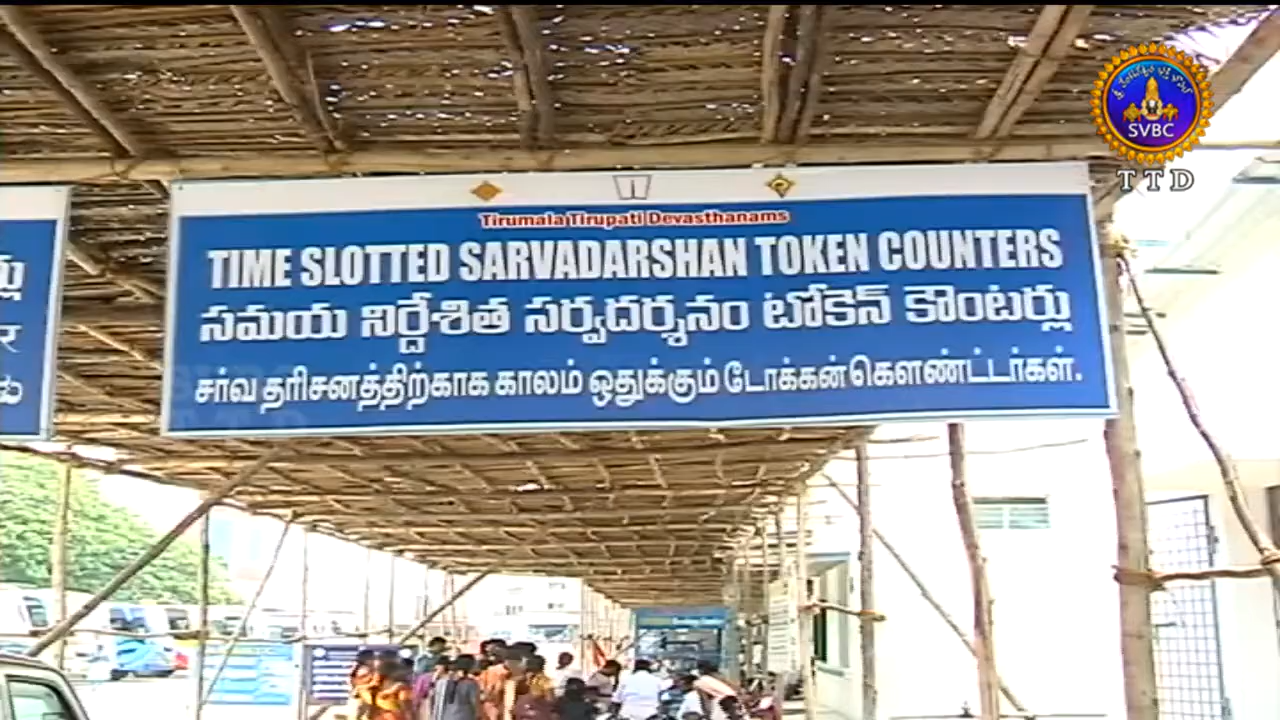 Tirumala Tirupati Devasthanams
TIME SLOTTED SARVADARSHAN TOKEN COUNTERS
సమయ నిర్దేశిత సర్వదర్శనం టోకెన్ కౌంటర్లు
சர்வ தரிசனத்திற்காக காலம் ஒதுக்கும் டோக்கன் கௌண்ட்டர்கள்.
SVBC
TTD